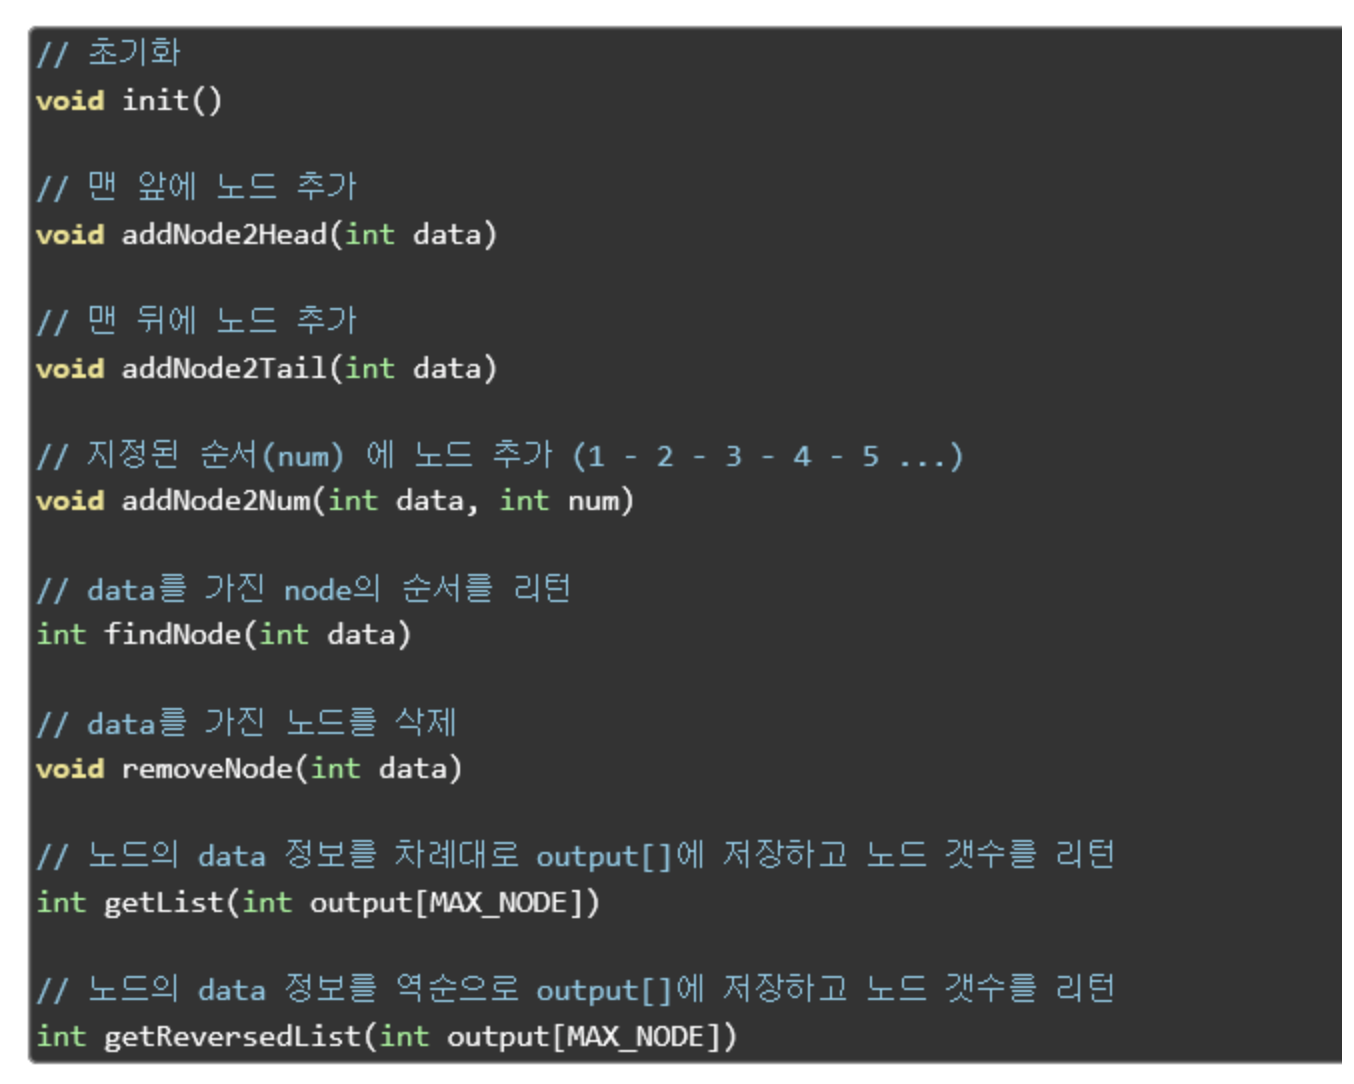 // 초기화
void init()
// 맨 앞에 노드 추가
void addNode2Head(int data)
// 맨 뒤에 노드 추가
void addNode2Tail(int data)
// 지정된 순서(num) 에 노드 추가 (1 - 2 - 3 - 4 - 5 ...)
void addNode2Num(int data, int num)
// data를 가진 node의 순서를 리턴
int findNode(int data)
// data를 가진 노드를 삭제
void removeNode(int data)
// 노드의 data 정보를 차례대로 output[]에 저장하고 노드 갯수를 리턴
int getList(int output[MAX_NODE])
// 노드의 data 정보를 역순으로 output[]에 저장하고 노드 갯수를 리턴
int getReversedList(int output[MAX_NODE])